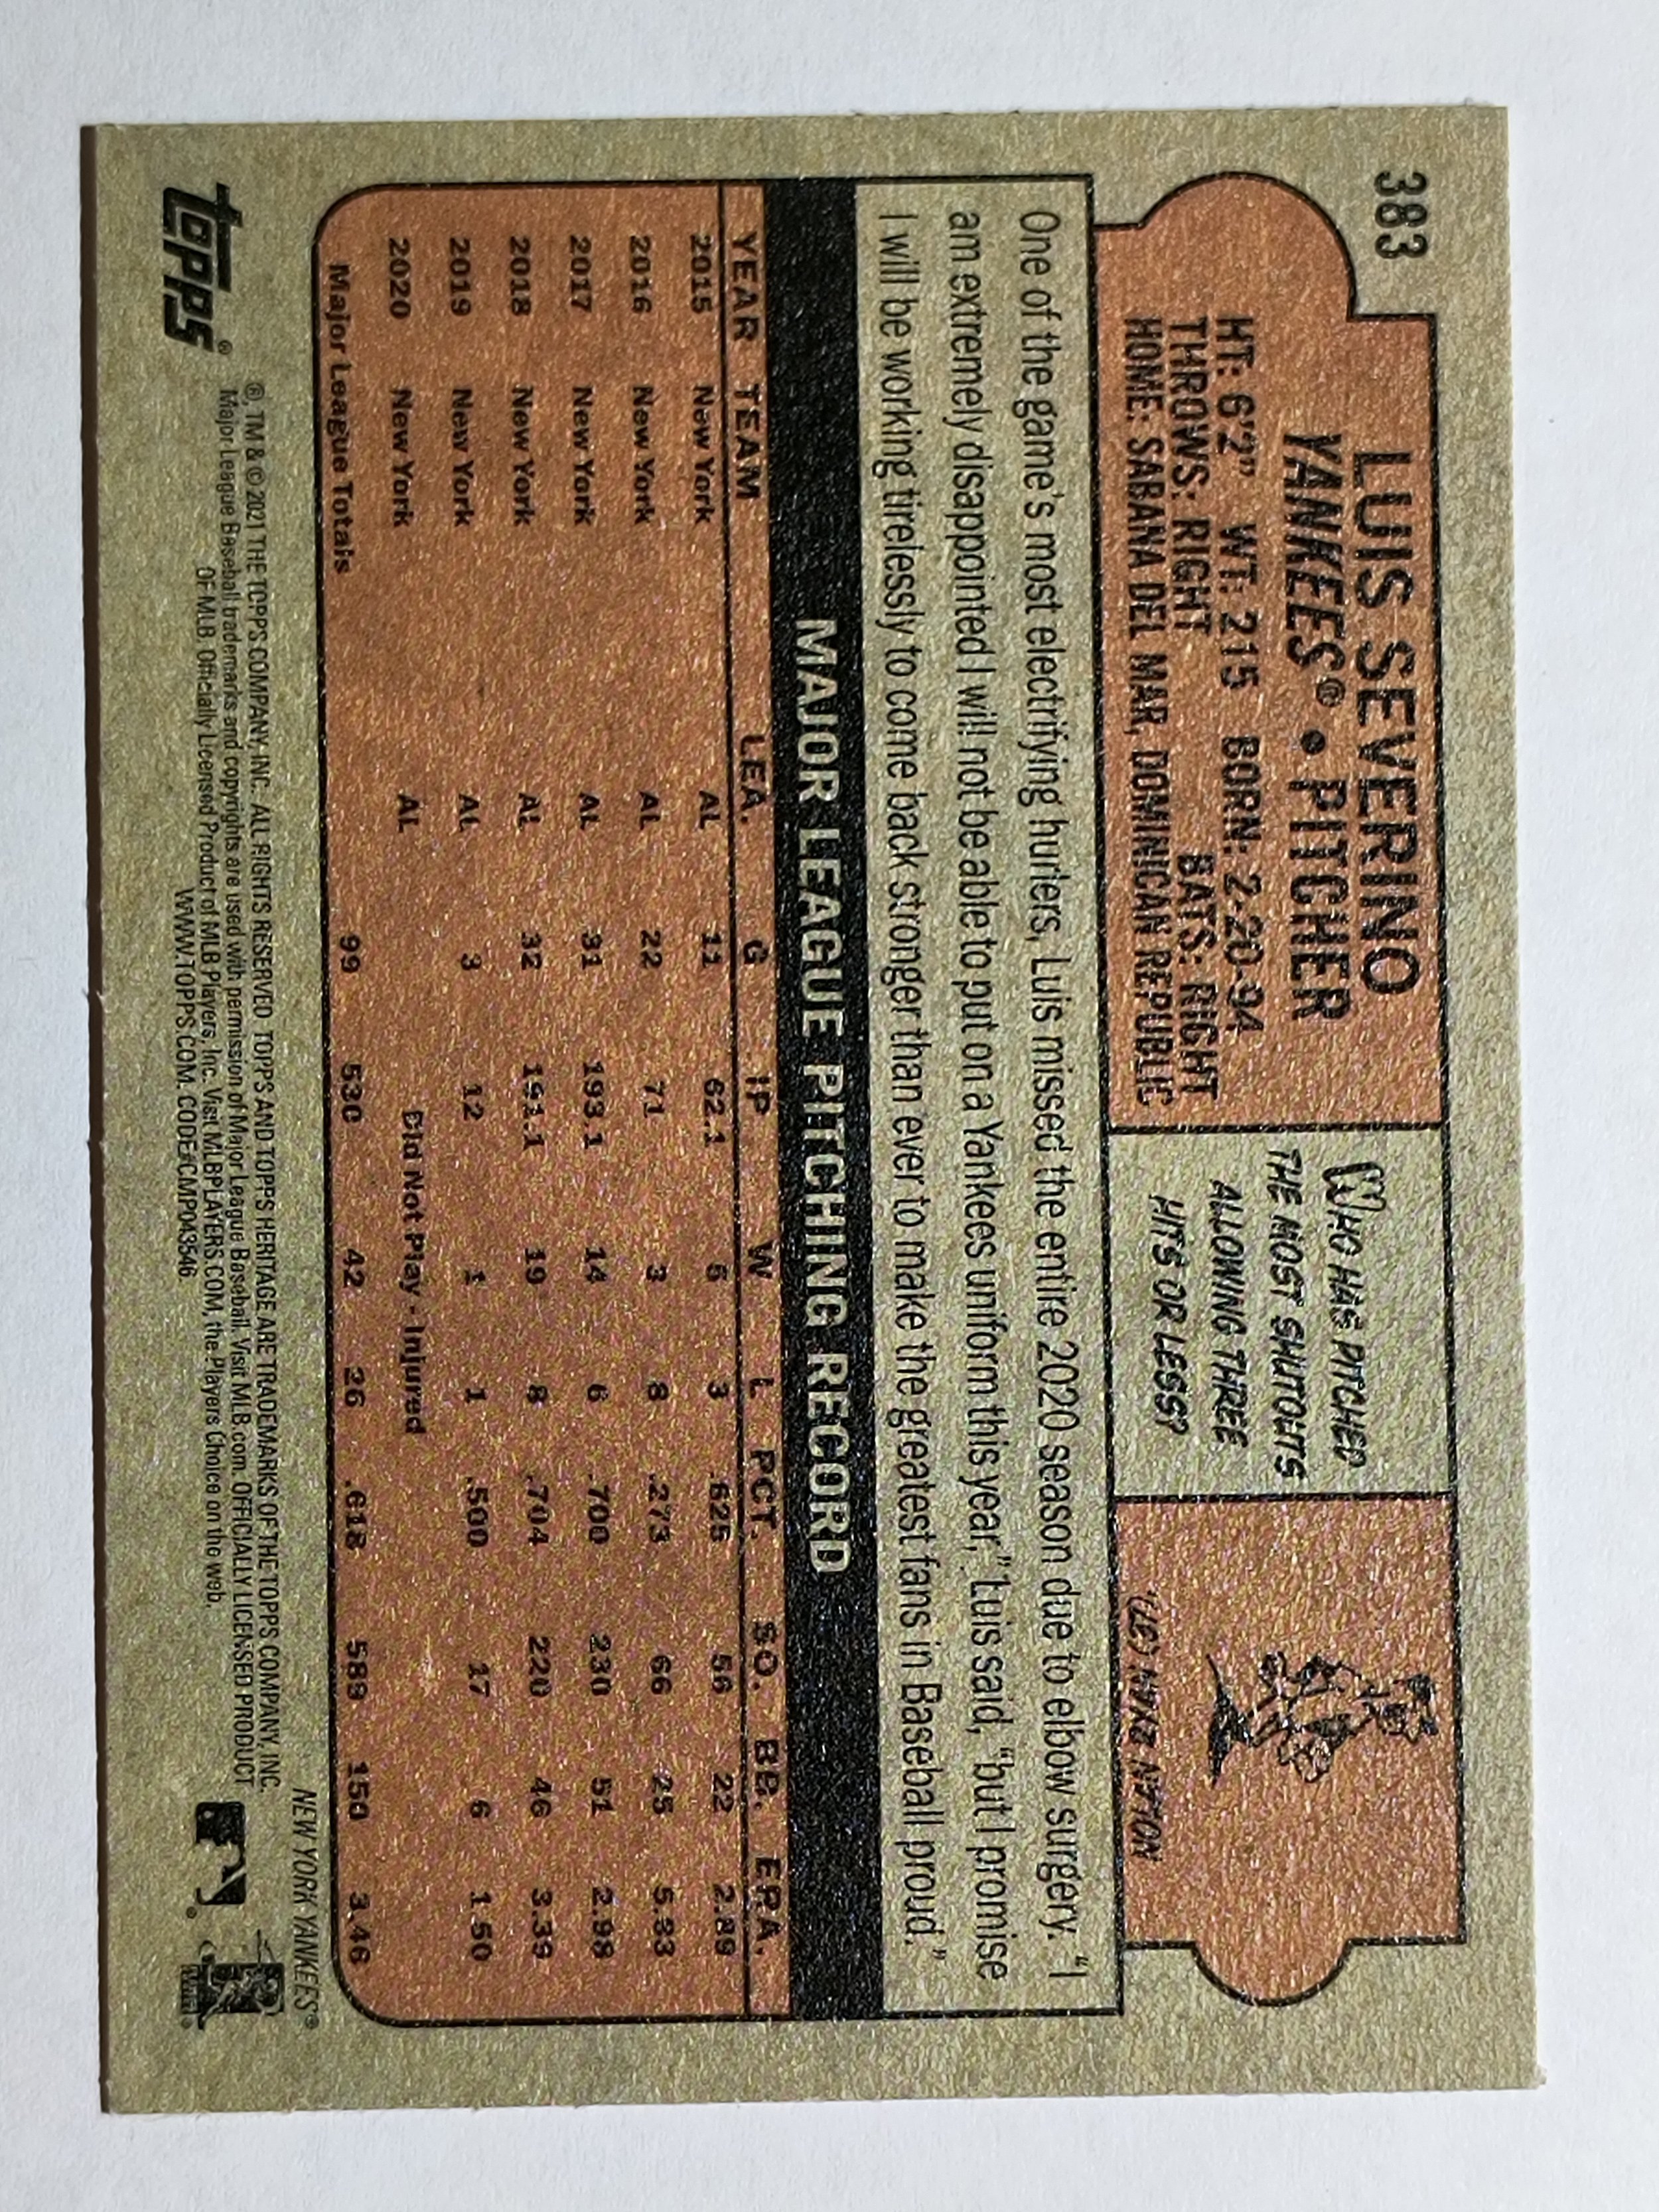 383
LUIS SEVERINO
YANKEES® • PITCHER
HT: 6'2" WT: 215 BORN: 2-20-94
THROWS: RIGHT BATS: RIGHT
HOME: SABANA DEL MAR, DOMINICAN REPUBLIC
WHO HAS PITCHED
THE MOST SHUTOUTS
ALLOWING THREE
HITS OR LESS?
One of the game's most electrifying hurlers, Luis missed the entire 2020 season due to elbow surgery. "I
am extremely disappointed I will not be able to put on a Yankees uniform this year," Luis said, "but I promise
I will be working tirelessly to come back stronger than ever to make the greatest fans in Baseball proud."
MAJOR LEAGUE PITCHING RECORD
YEAR TEAM LEA. G IP W L PCT. SO. BB. ERA.
2015 New York AL 11 62.1 5 3 .625 56 22 2.89
2016 New York AL 22 71 3 8 .273 66 25 5.83
2017 New York AL 31 193.1 14 6 .700 230 51 2.98
2018 New York AL 32 191.1 19 8 .704 220 46 3.39
2019 New York AL 3 12 1 1 .500 17 6 1.50
2020 New York AL Did Not Play - Injured
Major League Totals 99 530 42 26 .618 589 150 3.46
NEW YORK YANKEES®
topps®
®, TM & © 2021 THE TOPPS COMPANY, INC. ALL RIGHTS RESERVED. TOPPS AND TOPPS HERITAGE ARE TRADEMARKS OF THE TOPPS COMPANY, INC.
Major League Baseball trademarks and copyrights are used with permission of Major League Baseball. Visit MLB.com. OFFICIALLY LICENSED PRODUCT
OF MLB Players, Inc. Officially Licensed Product of MLB Players, Inc. Visit MLBPLAYERS.COM, the Players Choice on the web.
WWW.TOPPS.COM. CODE#CMP043546